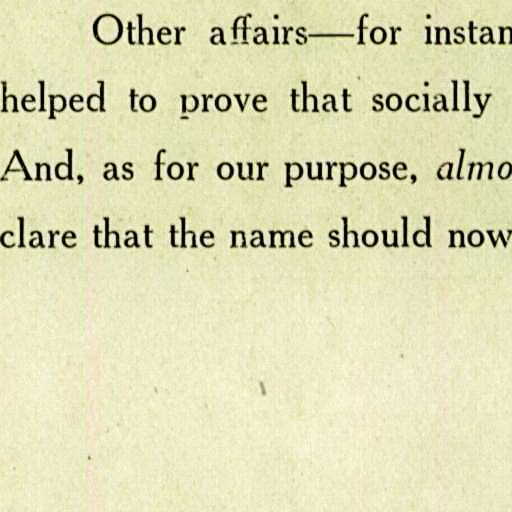 Other affairs—for instan
helped to prove that socially
And, as for our purpose, almo
clare that the name should now